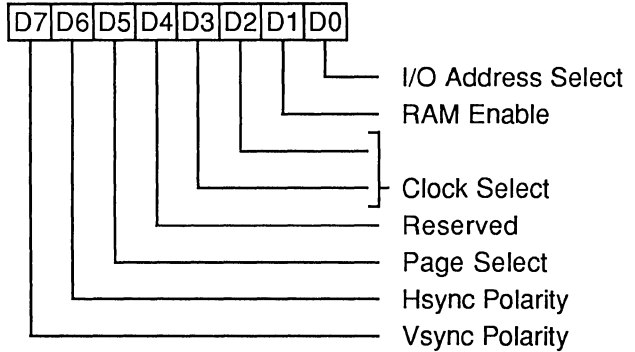 D7 D6 D5 D4 D3 D2 D1 D0
I/O Address Select
RAM Enable
Clock Select
Reserved
Page Select
Hsync Polarity
Vsync Polarity